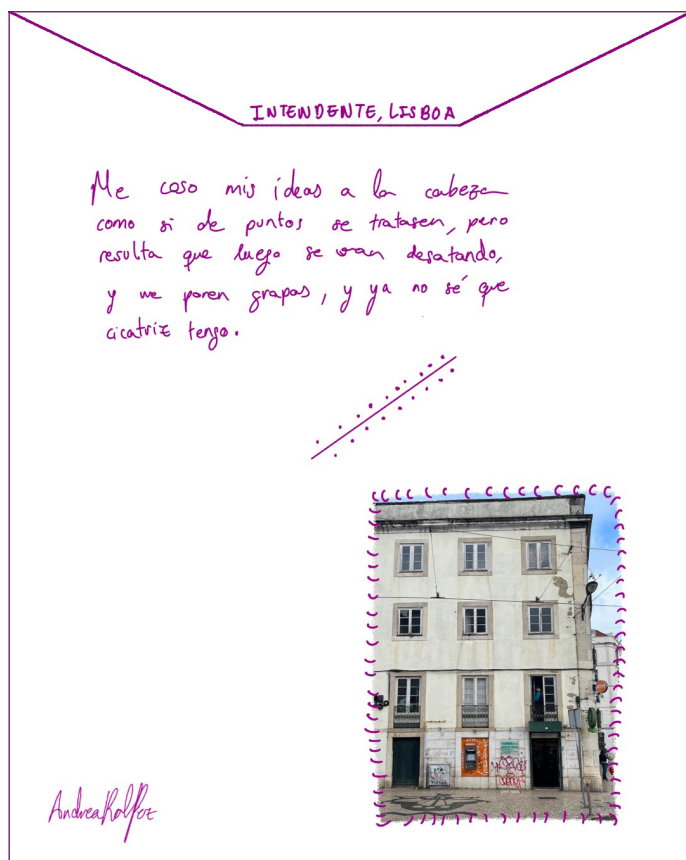 INTENDENTE, LISBOA
Me coso mis ideas a la cabeza
como si de puntos se tratasen, pero
resulta que luego se van desatando,
y me ponen grapas, y ya no sé que
cicatriz tengo.